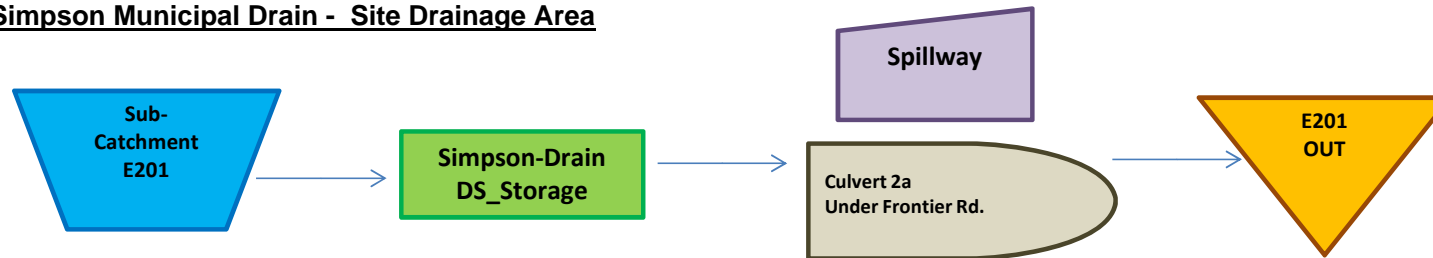 Simpson Municipal Drain - Site Drainage Area
Spillway
Sub-
Catchment
E201
Simpson-Drain
DS_Storage
Culvert 2a
Under Frontier Rd.
E201
OUT